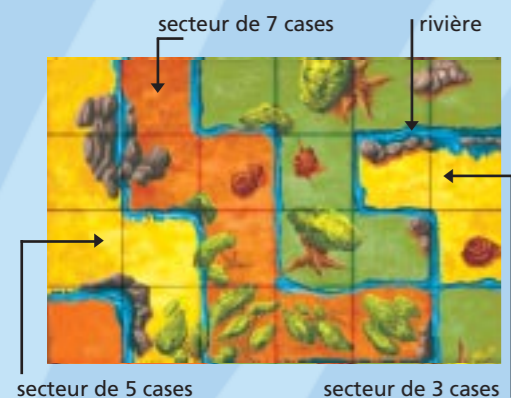 secteur de 7 cases
rivière
secteur de 5 cases
secteur de 3 cases